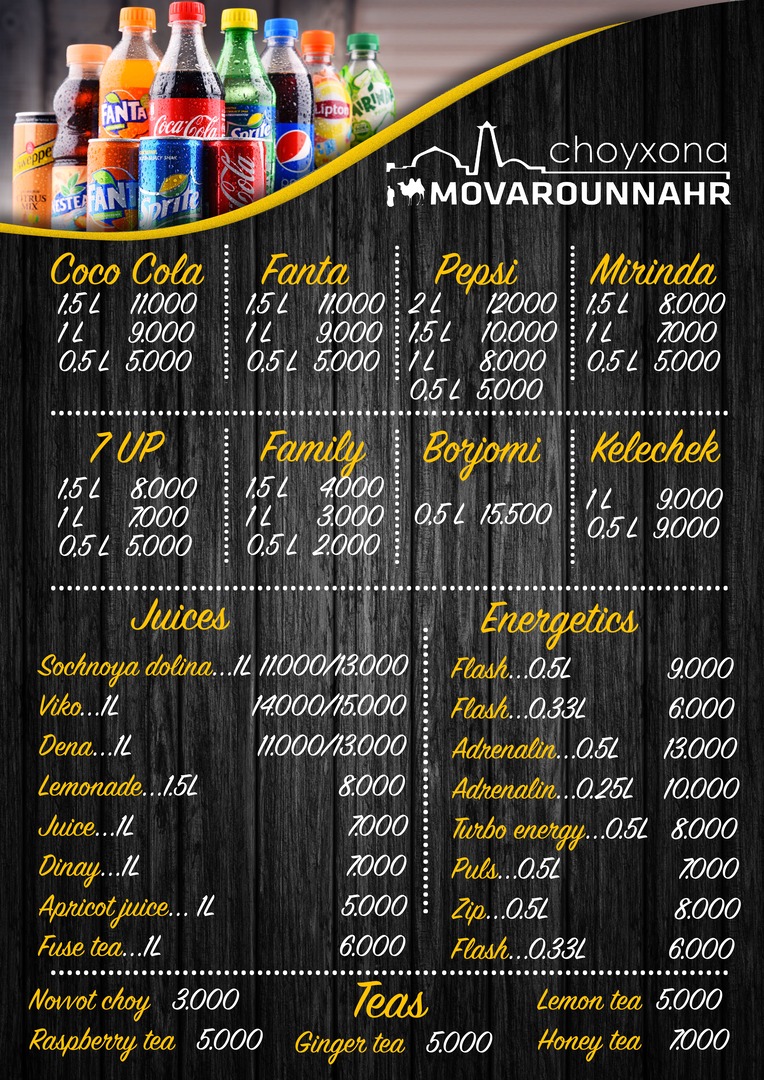 Schweppes
CITRUS
MIX
NESTEA
FANTA
FANTA
Coca-Cola
Sprite
Sprite
Coca-Cola
Lipton
MIRINDA
choyxona
MOVAROUNNAHR
Coco Cola
1,5 L 11.000
1 L 9.000
0,5 L 5.000
Fanta
1,5 L 11.000
1 L 9.000
0,5 L 5.000
Pepsi
2 L 12000
1,5 L 10.000
1 L 8.000
0,5 L 5.000
Mirinda
1,5 L 8.000
1 L 7.000
0,5 L 5.000
7 UP
1,5 L 8.000
1 L 7.000
0,5 L 5.000
Family
1,5 L 4.000
1 L 3.000
0,5 L 2.000
Borjomi
0,5 L 15.500
Kelechek
1 L 9.000
0,5 L 9.000
Juices
Sochnoya dolina...1L 11.000/13.000
Viko...1L 14.000/15.000
Dena...1L 11.000/13.000
Lemonade...1.5L 8.000
Juice...1L 7.000
Dinay...1L 7.000
Apricot juice... 1L 5.000
Fuse tea...1L 6.000
Energetics
Flash...0.5L 9.000
Flash...0.33L 6.000
Adrenalin...0.5L 13.000
Adrenalin...0.25L 10.000
Turbo energy...0.5L 8.000
Puls...0.5L 7.000
Zip...0.5L 8.000
Flash...0.33L 6.000
Teas
Novvot choy 3.000
Raspberry tea 5.000
Ginger tea 5.000
Lemon tea 5.000
Honey tea 7.000